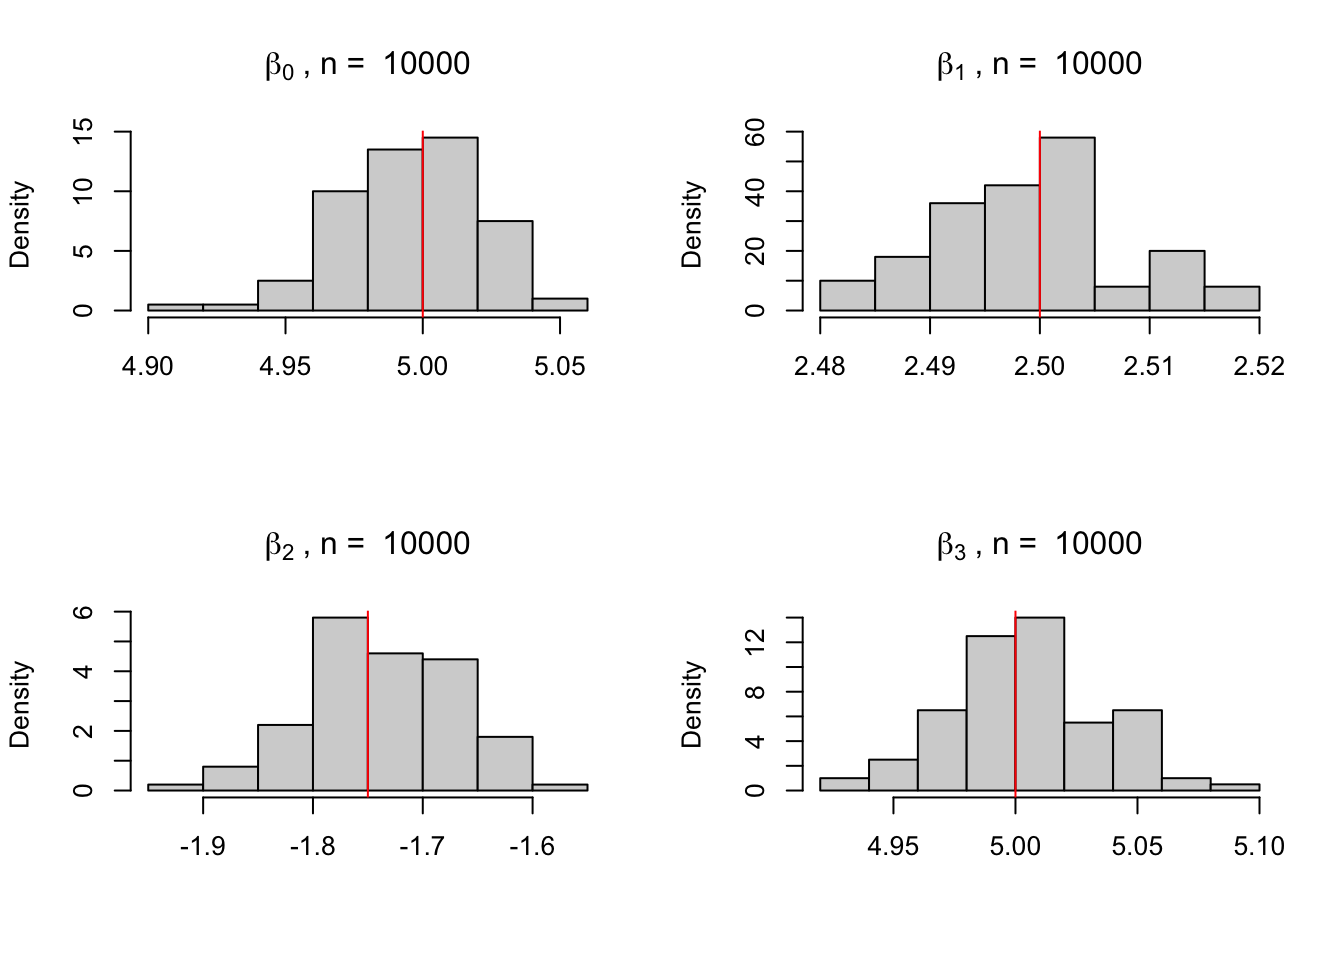 β0 , n =  10000
Density
0 5 10 15
4.90 4.95 5.00 5.05
β1 , n =  10000
Density
0 20 40 60
2.48 2.49 2.50 2.51 2.52
β2 , n =  10000
Density
0 2 4 6
-1.9 -1.8 -1.7 -1.6
β3 , n =  10000
Density
0 4 8 12
4.95 5.00 5.05 5.10